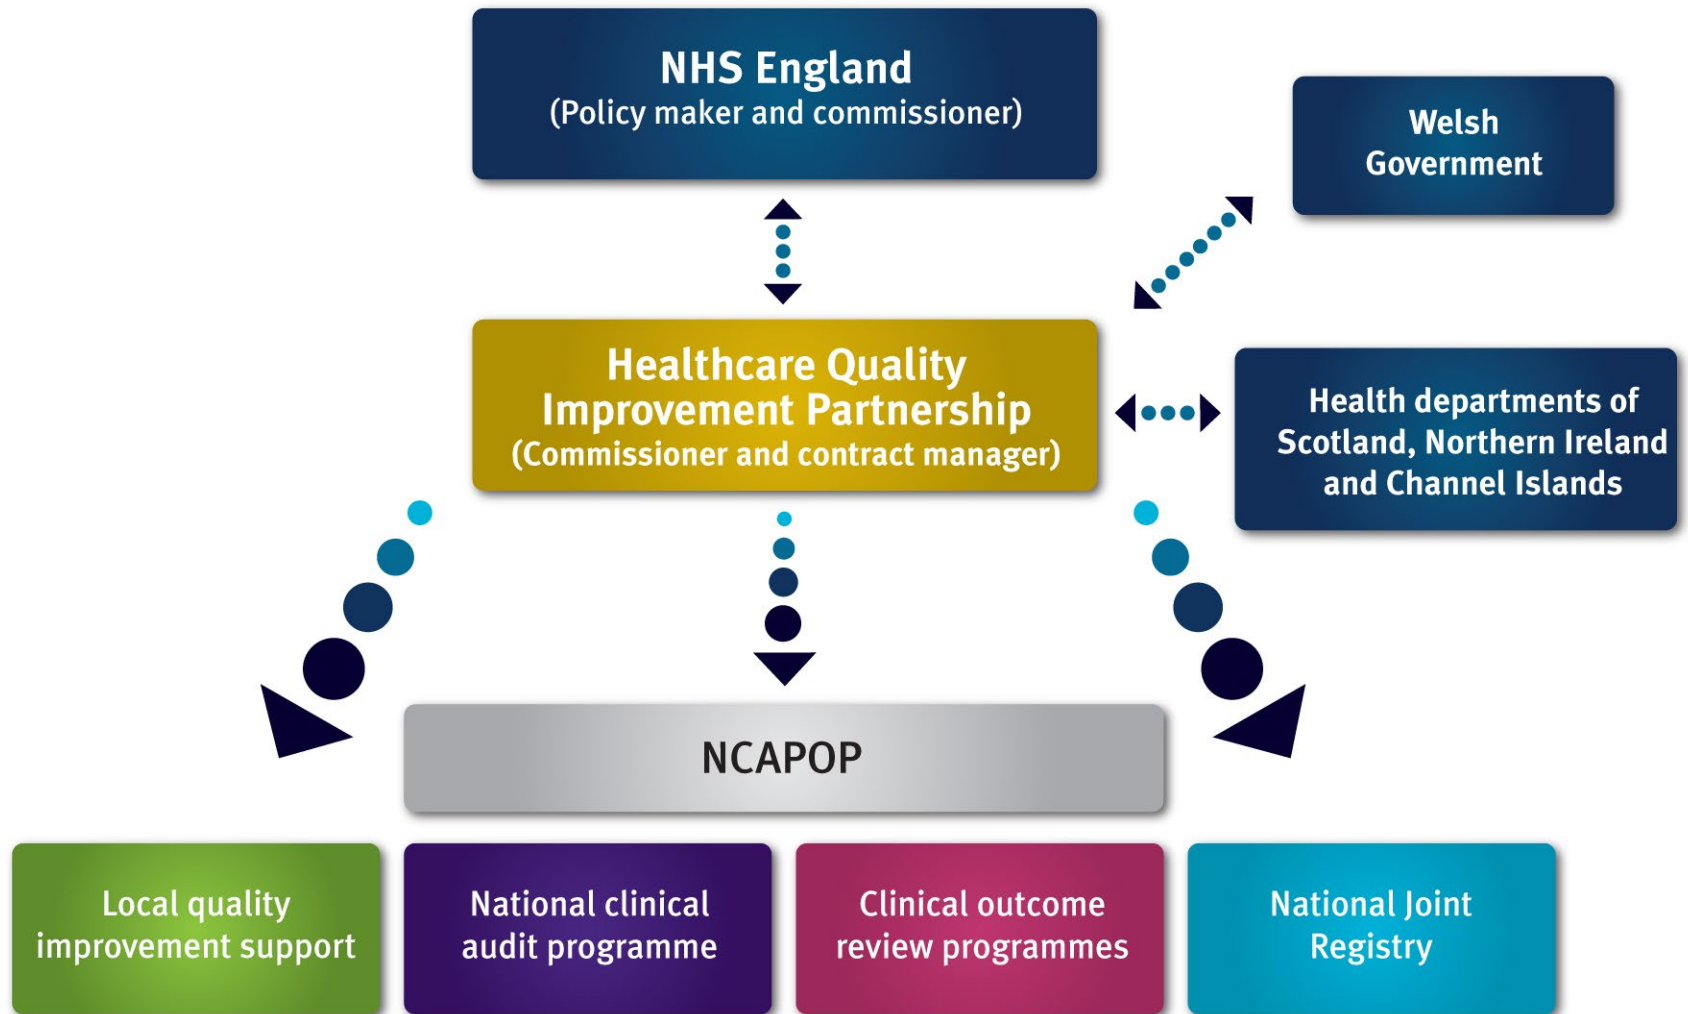 NHS England
(Policy maker and commissioner)
Welsh
Government
Healthcare Quality
Improvement Partnership
(Commissioner and contract manager)
Health departments of
Scotland, Northern Ireland
and Channel Islands
NCAPOP
Local quality
improvement support
National clinical
audit programme
Clinical outcome
review programmes
National Joint
Registry